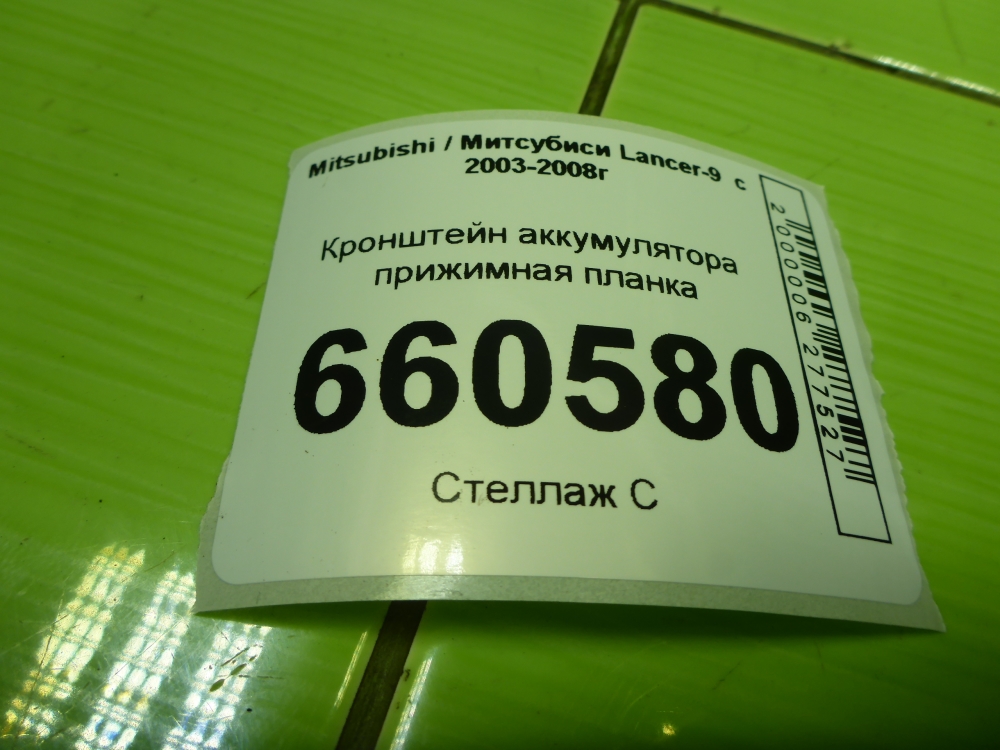 Mitsubishi / Митсубиси Lancer-9 с
2003-2008г
Кронштейн аккумулятора
прижимная планка
660580
Стеллаж С
2000006277527